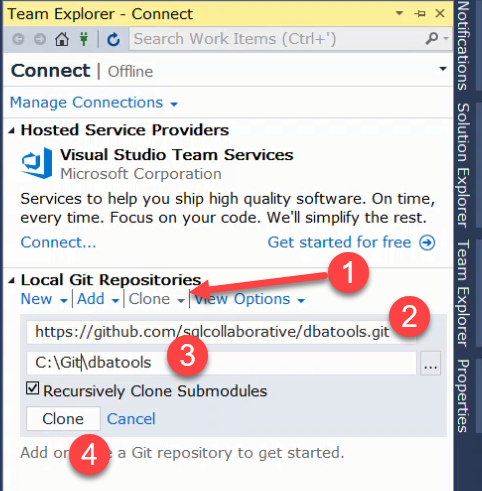 Team Explorer - Connect
Search Work Items (Ctrl+')
Connect | Offline
Manage Connections
Hosted Service Providers
Visual Studio Team Services
Microsoft Corporation
Services to help you ship high quality software. On time,
every time. Focus on your code. We'll simplify the rest.
Connect...
Get started for free
Local Git Repositories
1
New | Add | Clone | View Options
https://github.com/sqlcollaborative/dbatools.git
2
C:\Git\dbatools
3
...
Recursively Clone Submodules
Clone
Cancel
4
Add or a Git repository to get started.
Notifications
Solution Explorer
Team Explorer
Properties